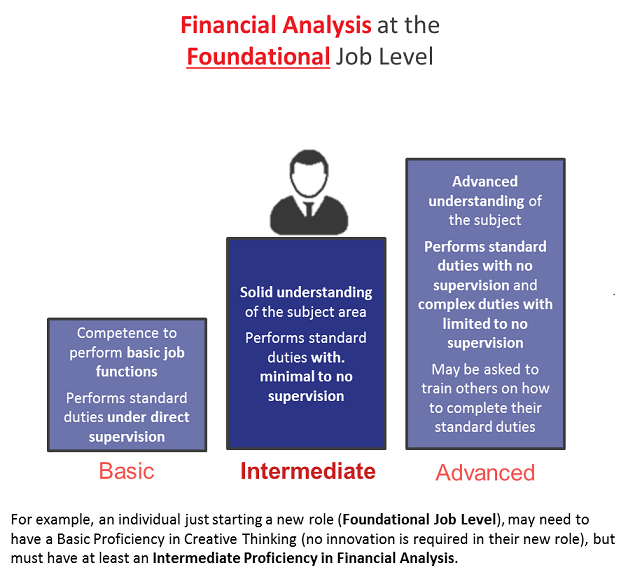 Financial Analysis at the
Foundational Job Level
Competence to
perform basic job
functions
Performs standard
duties under direct
supervision
Basic
Solid understanding
of the subject area
Performs standard
duties with.
minimal to no
supervision
Intermediate
Advanced
understanding of
the subject
Performs standard
duties with no
supervision and
complex duties with
limited to no
supervision
May be asked to
train others on how
to complete their
standard duties
Advanced
For example, an individual just starting a new role (Foundational Job Level), may need to
have a Basic Proficiency in Creative Thinking (no innovation is required in their new role), but
must have at least an Intermediate Proficiency in Financial Analysis.